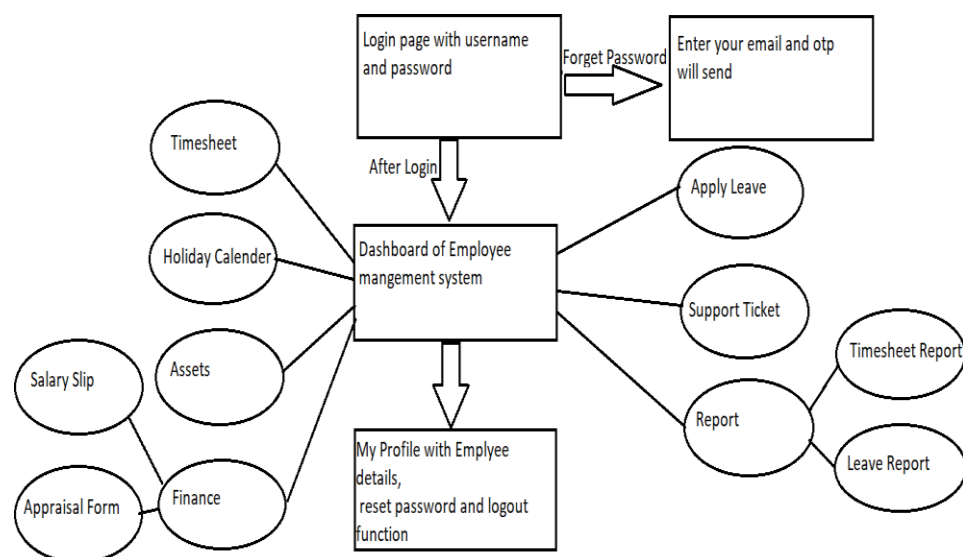 Login page with username
and password
Forget Password
Enter your email and otp
will send
After Login
Timesheet
Holiday Calender
Assets
Salary Slip
Appraisal Form
Finance
Dashboard of Employee
mangement system
Apply Leave
Support Ticket
Report
Timesheet Report
Leave Report
My Profile with Emplyee
details,
reset password and logout
function